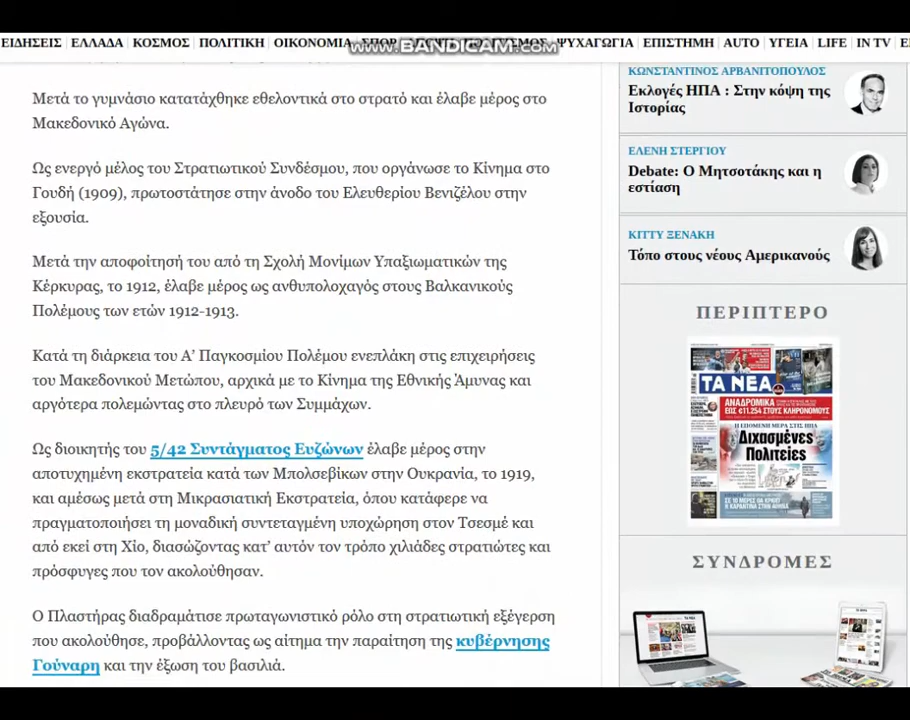 www.BANDICAM.com
ΕΙΔΗΣΕΙΣ | ΕΛΛΑΔΑ | ΚΟΣΜΟΣ | ΠΟΛΙΤΙΚΗ | ΟΙΚΟΝΟΜΙΑ ΨΥΧΑΓΩΓΙΑ | ΕΠΙΣΤΗΜΗ | AUTO | ΥΓΕΙΑ | LIFE | IN TV
Μετά το γυμνάσιο κατατάχθηκε εθελοντικά στο στρατό και έλαβε μέρος στο
Μακεδονικό Αγώνα.
Ως ενεργό μέλος του Στρατιωτικού Συνδέσμου, που οργάνωσε το Κίνημα στο
Γουδή (1909), πρωτοστάτησε στην άνοδο του Ελευθερίου Βενιζέλου στην
εξουσία.
Μετά την αποφοίτησή του από τη Σχολή Μονίμων Υπαξιωματικών της
Κέρκυρας, το 1912, έλαβε μέρος ως ανθυπολοχαγός στους Βαλκανικούς
Πολέμους των ετών 1912-1913.
Κατά τη διάρκεια του Α’ Παγκοσμίου Πολέμου ενεπλάκη στις επιχειρήσεις
του Μακεδονικού Μετώπου, αρχικά με το Κίνημα της Εθνικής Άμυνας και
αργότερα πολεμώντας στο πλευρό των Συμμάχων.
Ως διοικητής του 5/42 Συντάγματος Ευζώνων έλαβε μέρος στην
αποτυχημένη εκστρατεία κατά των Μπολσεβίκων στην Ουκρανία, το 1919,
και αμέσως μετά στη Μικρασιατική Εκστρατεία, όπου κατάφερε να
πραγματοποιήσει τη μοναδική συντεταγμένη υποχώρηση στον Τσεσμέ και
από εκεί στη Χίο, διασώζοντας κατ’ αυτόν τον τρόπο χιλιάδες στρατιώτες και
πρόσφυγες που τον ακολούθησαν.
Ο Πλαστήρας διαδραμάτισε πρωταγωνιστικό ρόλο στη στρατιωτική εξέγερση
που ακολούθησε, προβάλλοντας ως αίτημα την παραίτηση της κυβέρνησης
Γούναρη και την έξωση του βασιλιά.
ΚΩΝΣΤΑΝΤΙΝΟΣ ΑΡΒΑΝΙΤΟΠΟΥΛΟΣ
Εκλογές ΗΠΑ : Στην κόψη της
Ιστορίας
ΕΛΕΝΗ ΣΤΕΡΓΙΟΥ
Debate: Ο Μητσοτάκης και η
εστίαση
ΚΙΤΤΥ ΞΕΝΑΚΗ
Τόπο στους νέους Αμερικανούς
ΠΕΡΙΠΤΕΡΟ
ΤΑ ΝΕΑ
ΑΝΑΔΡΟΜΙΚΑ
ΕΩΣ €11.254 ΣΤΟΥΣ ΚΛΗΡΟΝΟΜΟΥΣ
Η ΕΠΟΜΕΝΗ ΜΕΡΑ ΣΤΙΣ ΗΠΑ
Διχασμένες
Πολιτείες
ΣΥΝΔΡΟΜΕΣ